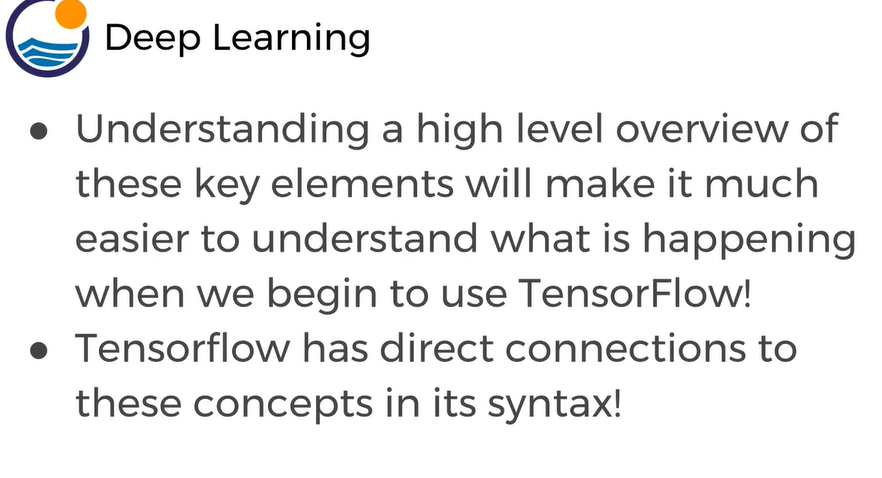 Deep Learning
● Understanding a high level overview of
these key elements will make it much
easier to understand what is happening
when we begin to use TensorFlow!
● Tensorflow has direct connections to
these concepts in its syntax!